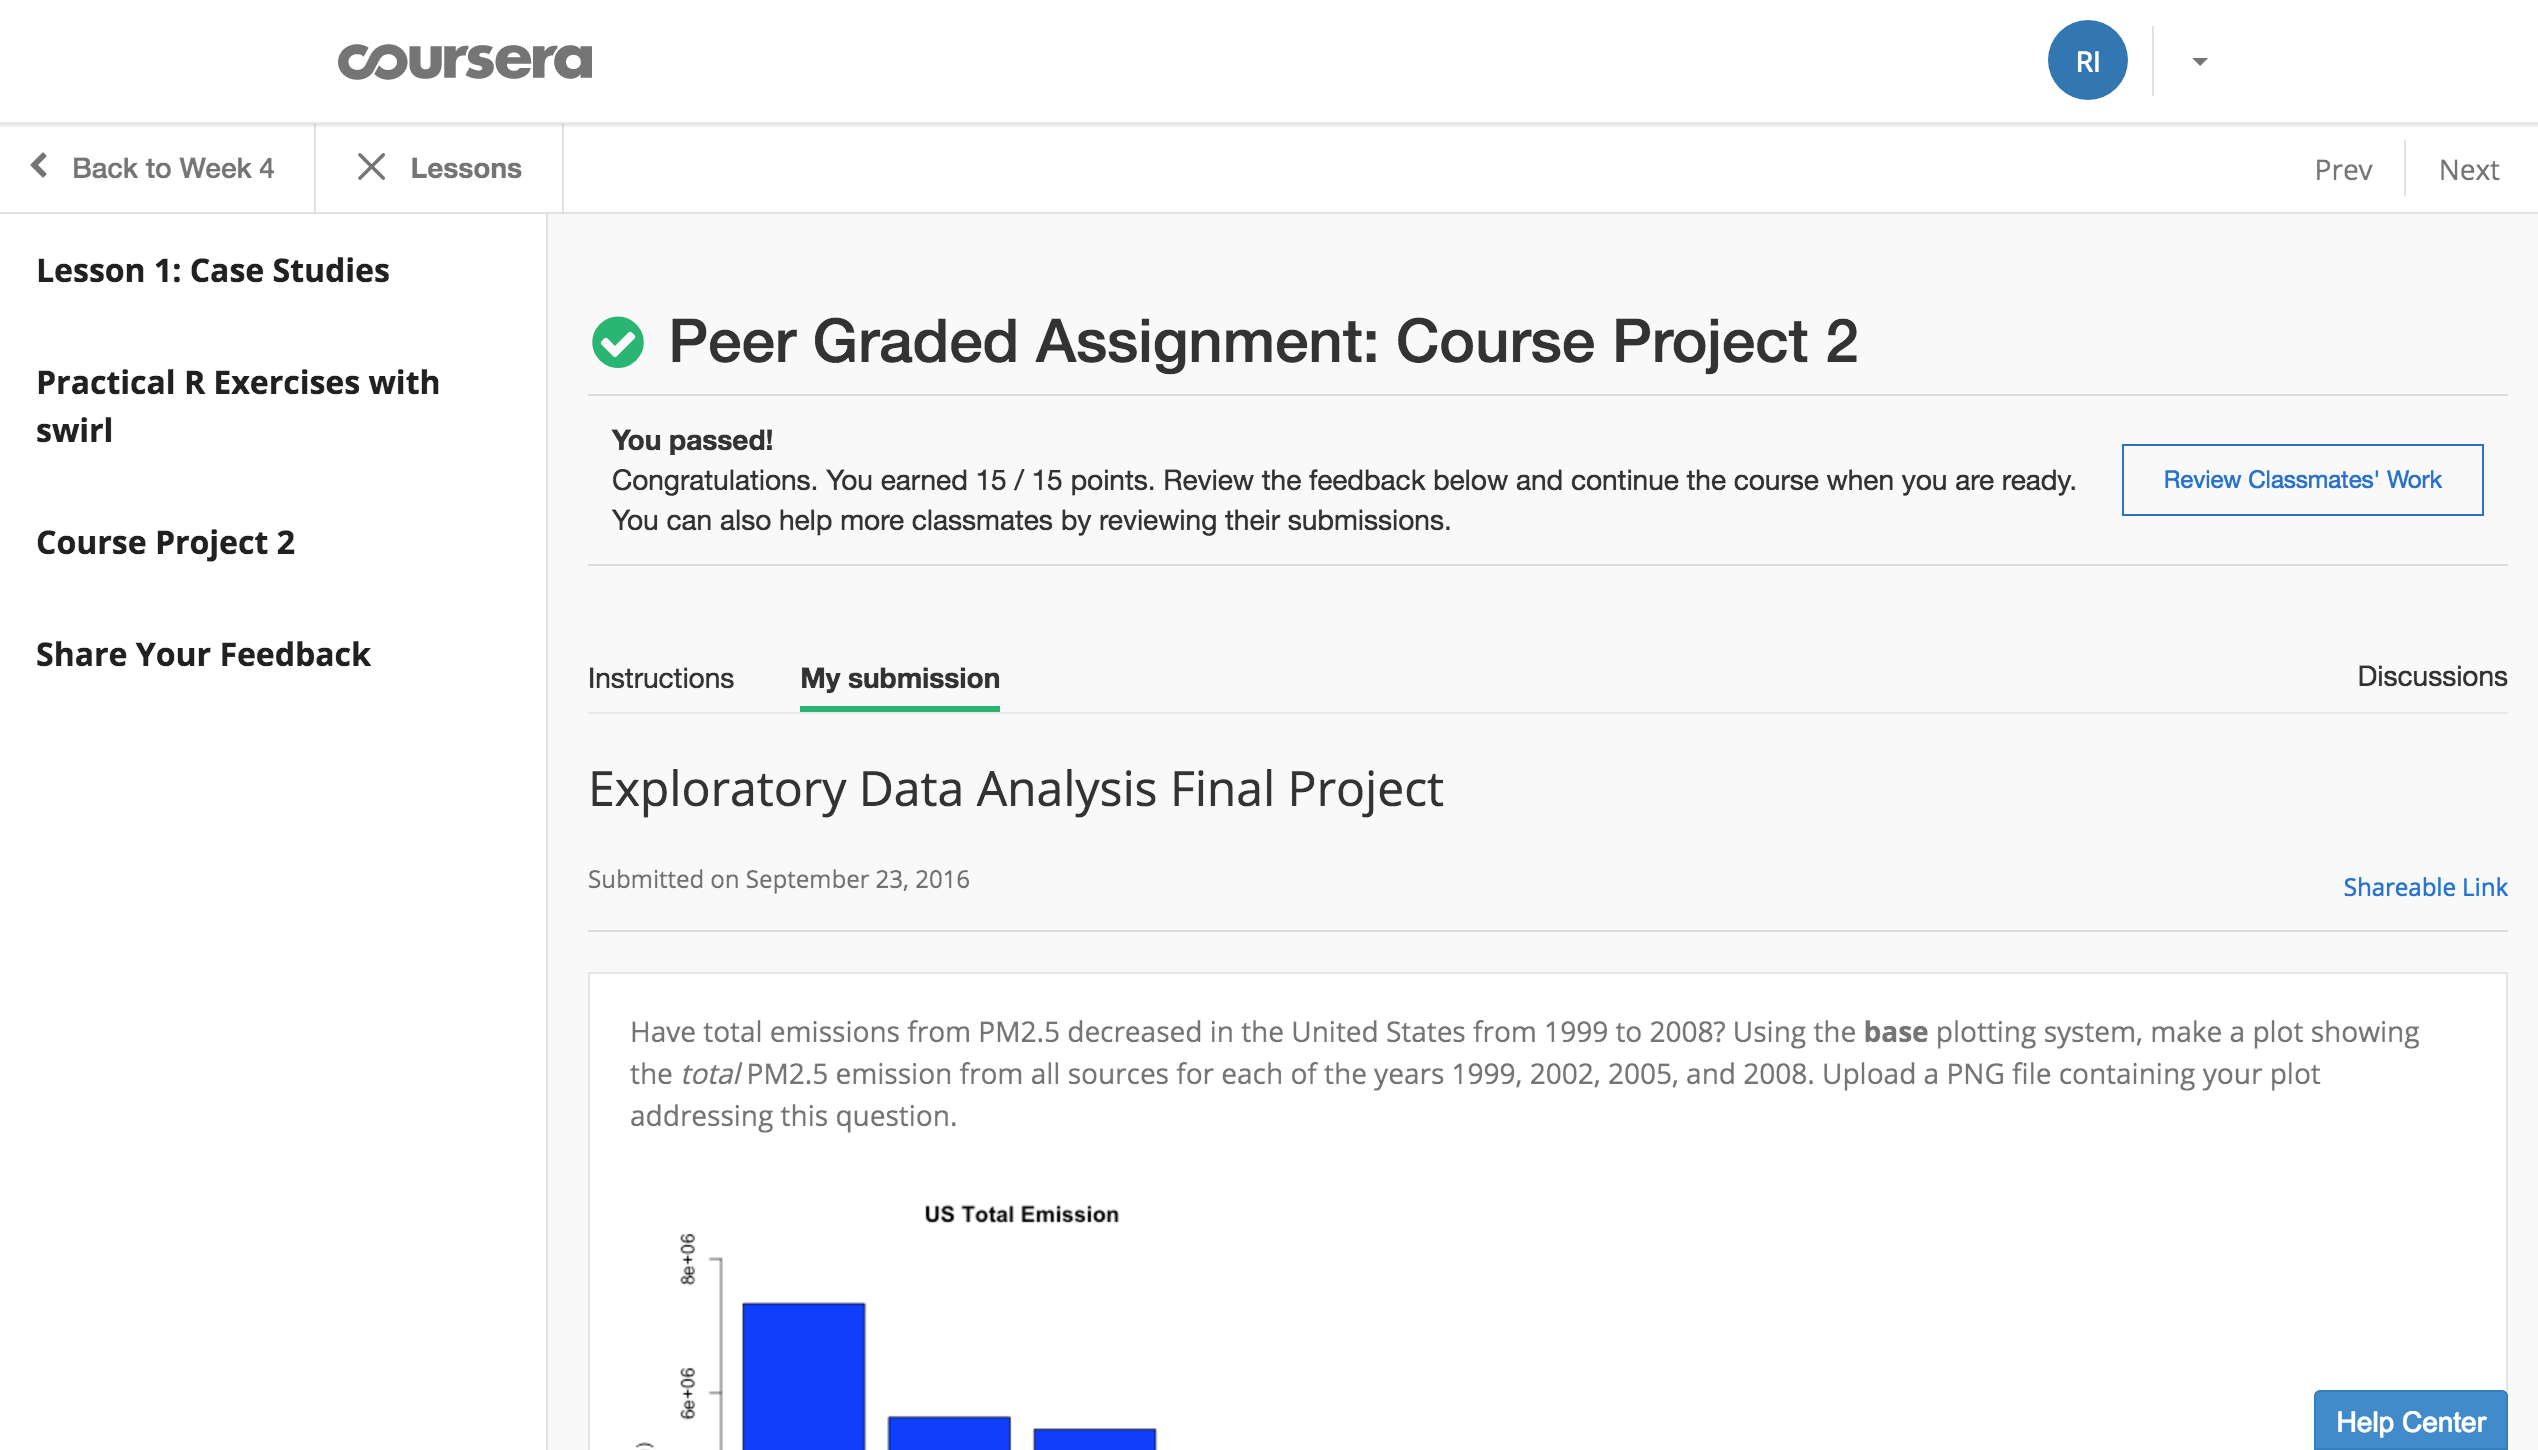 coursera
RI
Back to Week 4
Lessons
Prev
Next
Lesson 1: Case Studies
Practical R Exercises with
swirl
Course Project 2
Share Your Feedback
Peer Graded Assignment: Course Project 2
You passed!
Congratulations. You earned 15 / 15 points. Review the feedback below and continue the course when you are ready.
You can also help more classmates by reviewing their submissions.
Review Classmates' Work
Instructions
My submission
Discussions
Exploratory Data Analysis Final Project
Submitted on September 23, 2016
Shareable Link
Have total emissions from PM2.5 decreased in the United States from 1999 to 2008? Using the base plotting system, make a plot showing
the total PM2.5 emission from all sources for each of the years 1999, 2002, 2005, and 2008. Upload a PNG file containing your plot
addressing this question.
US Total Emission
8e+06
6e+06
)
Help Center